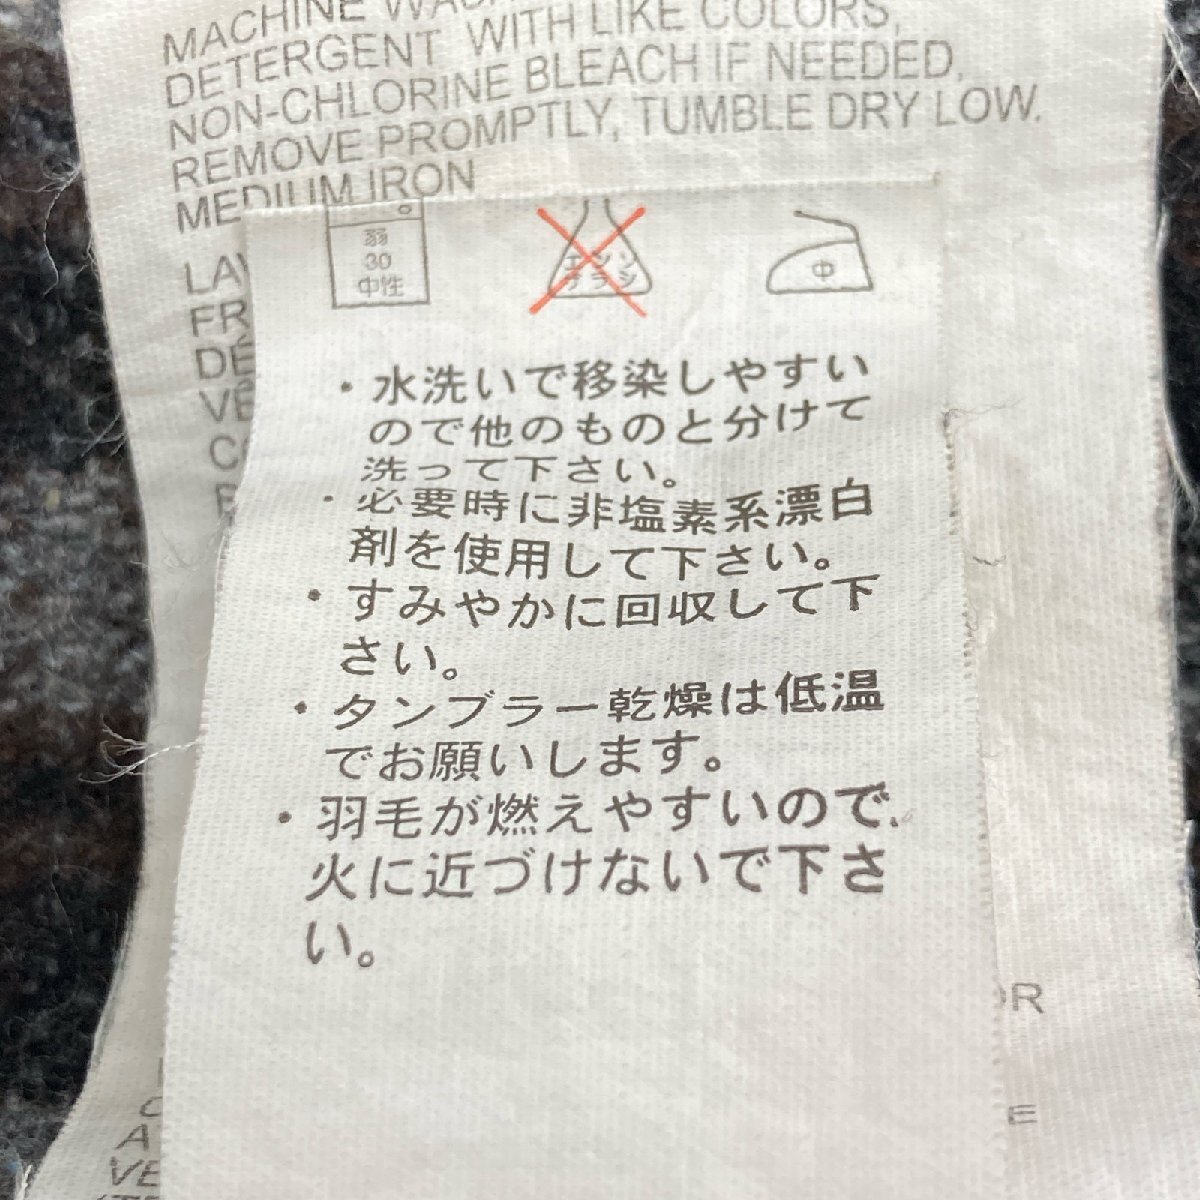 MACHINE
DETERGENT WITH LIKE COLORS,
NON-CHLORINE BLEACH IF NEEDED,
REMOVE PROMPTLY, TUMBLE DRY LOW.
MEDIUM IRON
弱
30
中性
エンソ
サラシ
中
・水洗いで移染しやすい
ので他のものと分けて
洗って下さい。
・必要時に非塩素系漂白
剤を使用して下さい。
・すみやかに回収して下
さい。
・タンブラー乾燥は低温
でお願いします。
・羽毛が燃えやすいので、
火に近づけないで下さ
い。